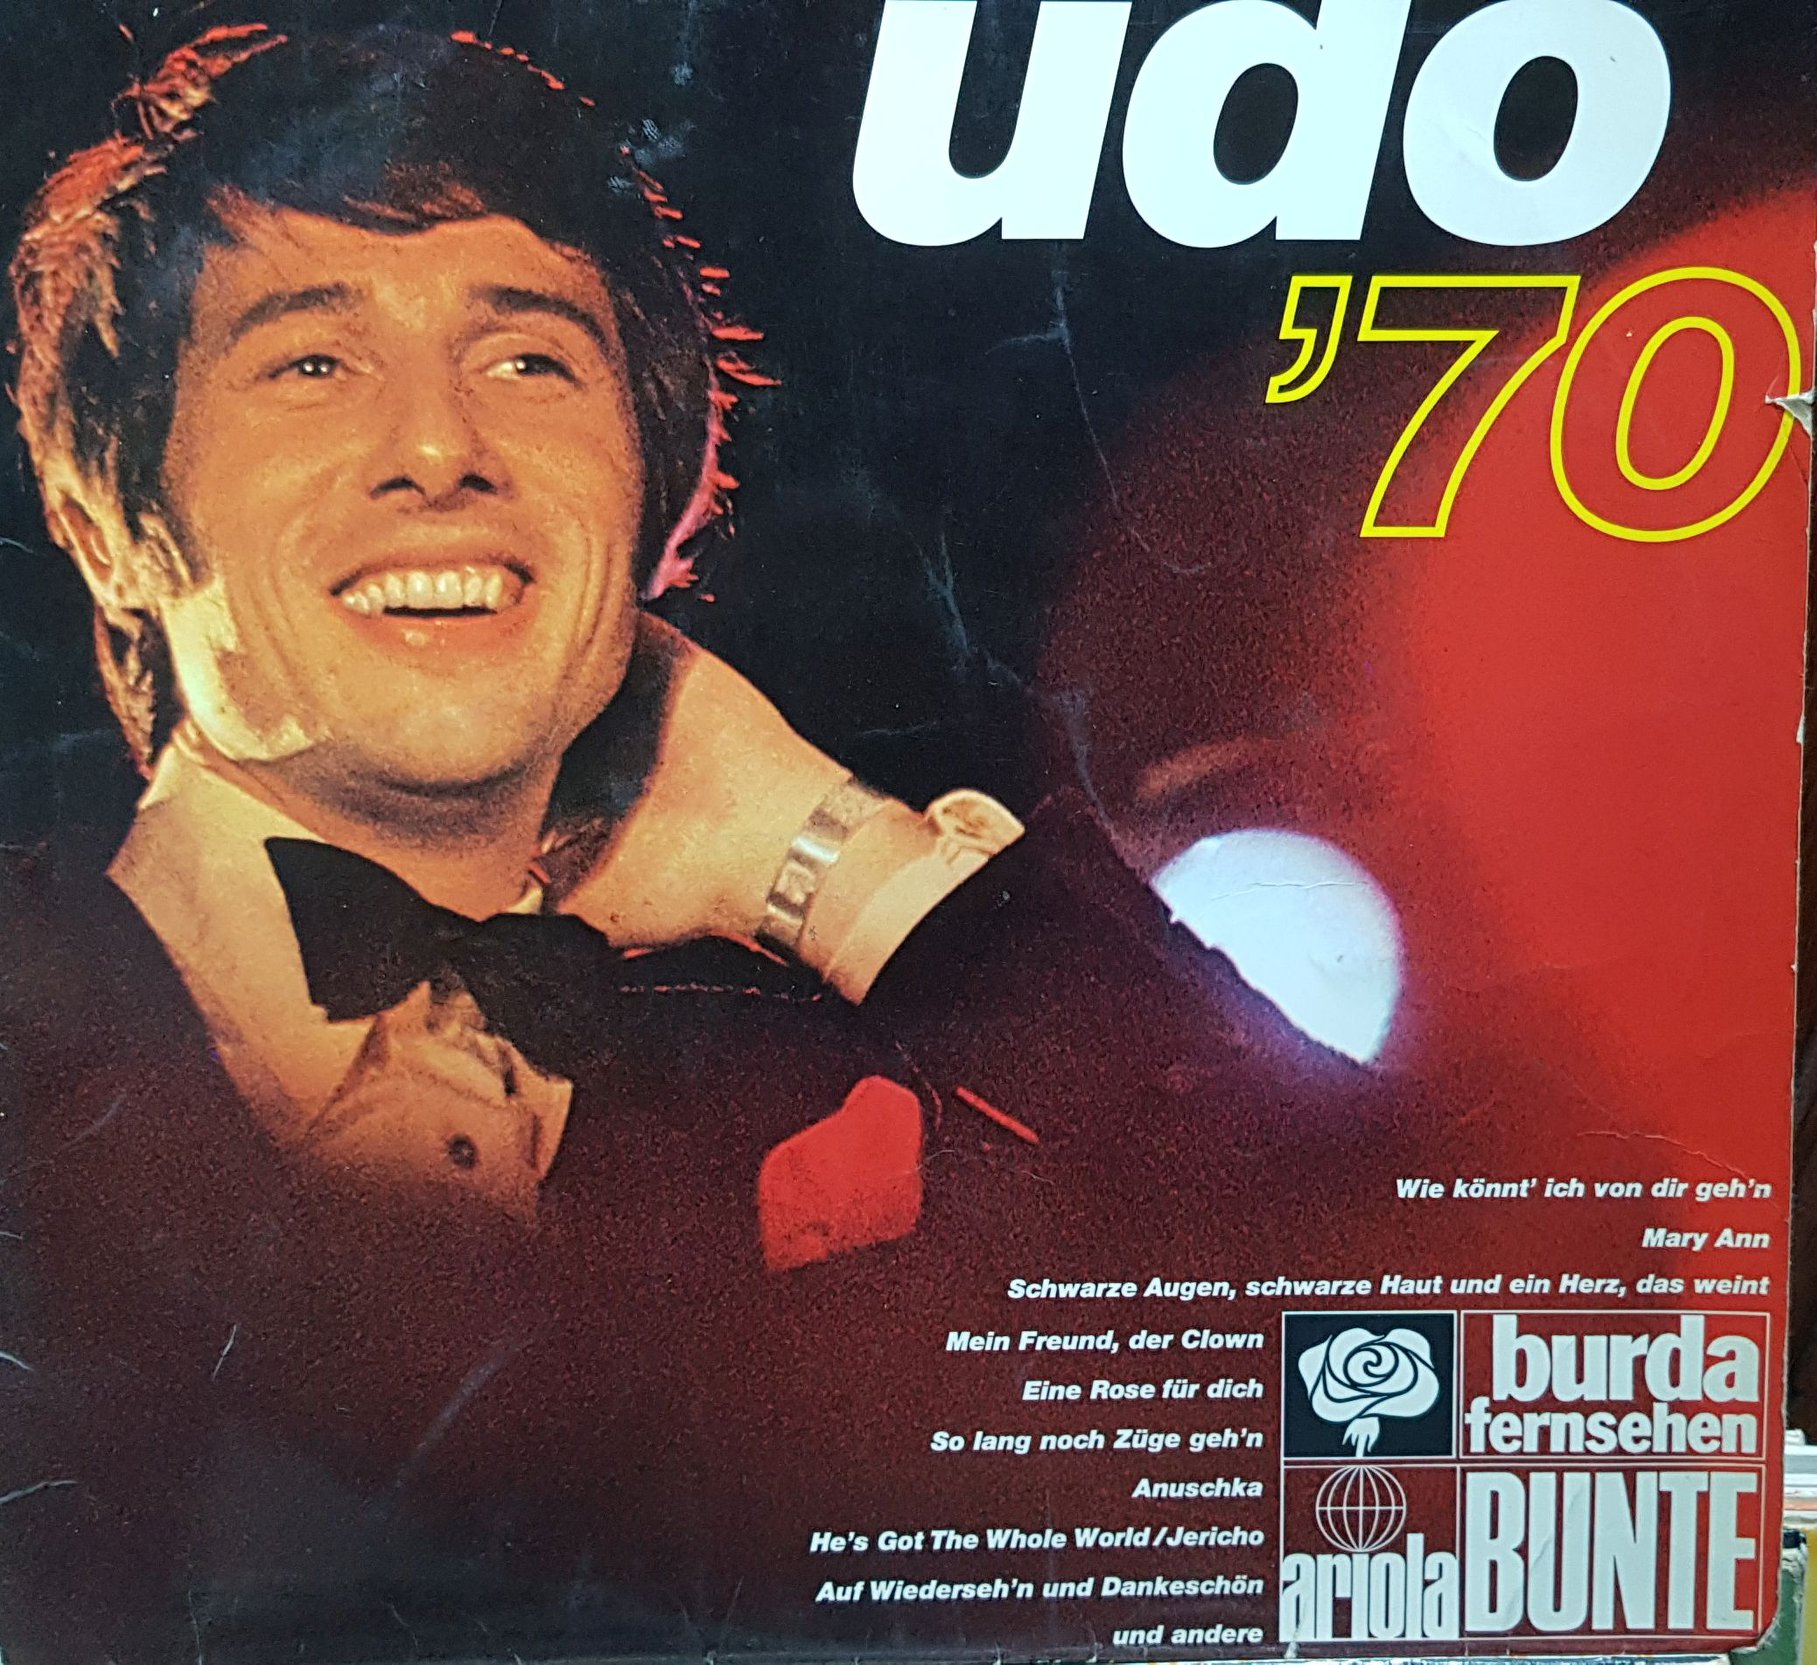 udo
'70
Wie könnt' ich von dir geh'n
Mary Ann
Schwarze Augen, schwarze Haut und ein Herz, das weint
Mein Freund, der Clown
Eine Rose für dich
So lang noch Züge geh'n
Anuschka
He's Got The Whole World/Jericho
Auf Wiederseh'n und Dankeschön
und andere
burda
fernsehen
ariola
BUNTE